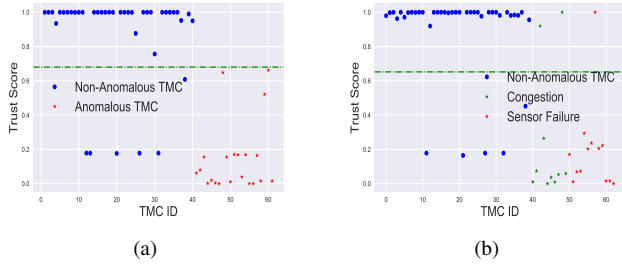 1.0
0.8
0.6
0.4
0.2
0.0
Trust Score
Non-Anomalous TMC
Anomalous TMC
0 10 20 30 40 50 60
TMC ID
(a)
1.0
0.8
0.6
0.4
0.2
0.0
Trust Score
Non-Anomalous TMC
Congestion
Sensor Failure
0 10 20 30 40 50 60
TMC ID
(b)